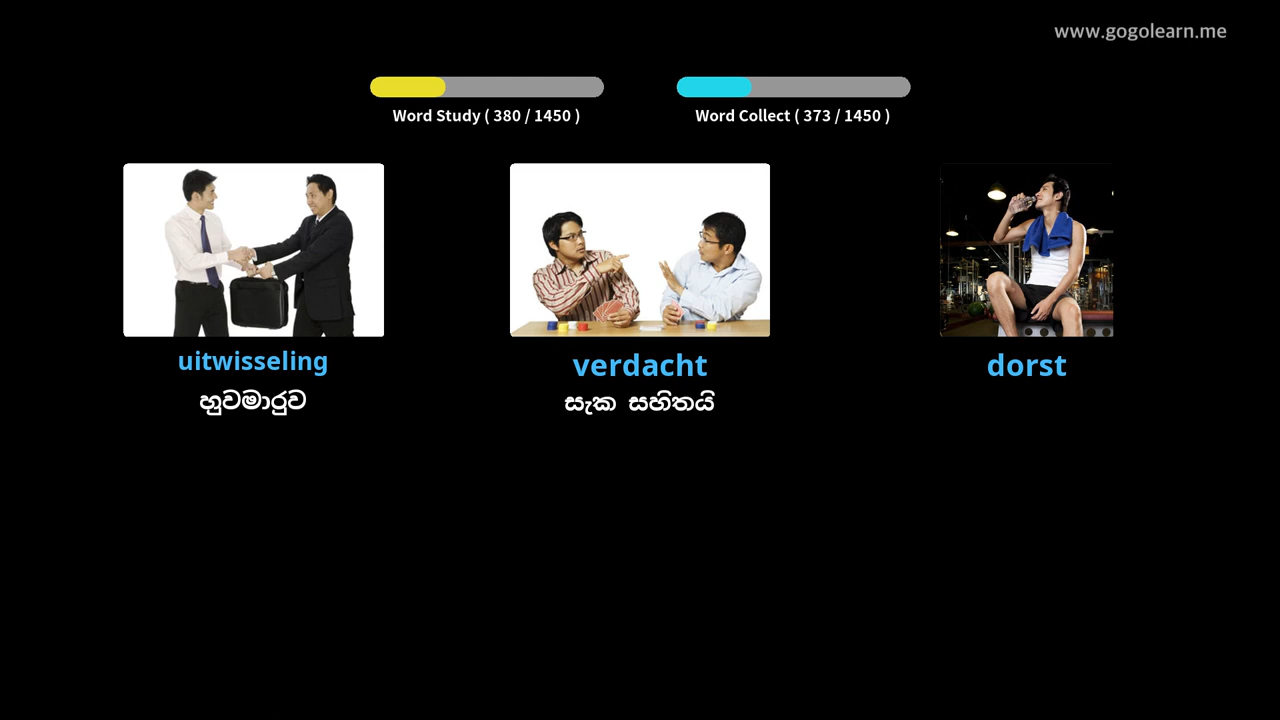 www.gogolearn.me
Word Study ( 380 / 1450 )
Word Collect ( 373 / 1450 )
uitwisseling
verdacht
dorst
හුවමාරුව
සැක සහිතයි